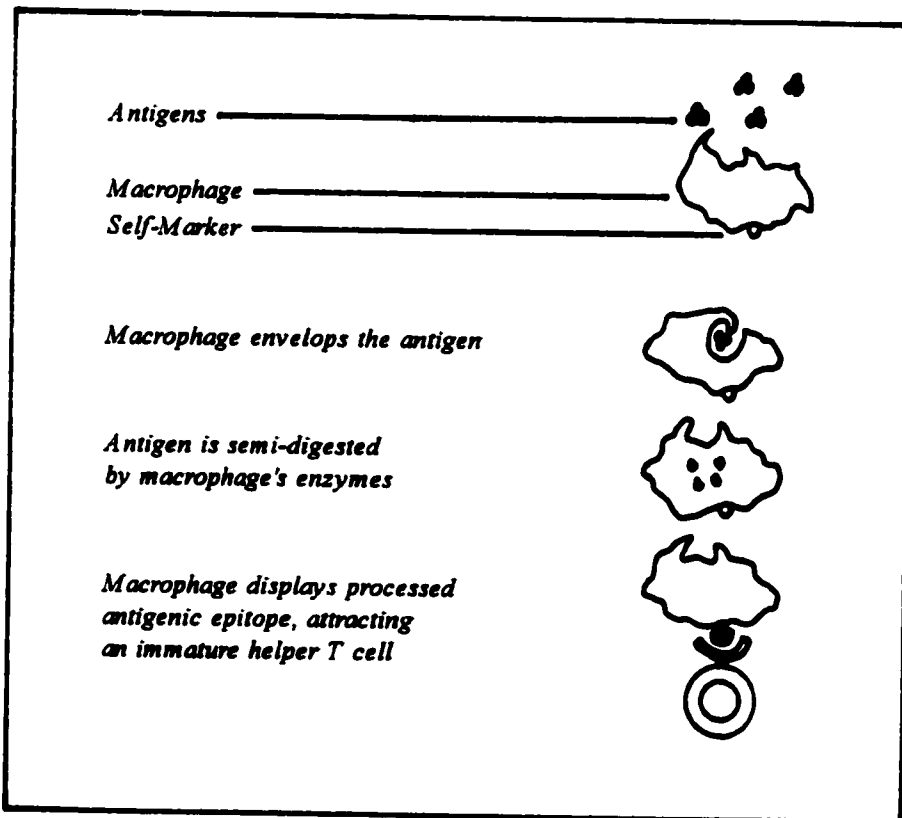 Antigens
Macrophage
Self-Marker
Macrophage envelops the antigen
Antigen is semi-digested
by macrophage's enzymes
Macrophage displays processed
antigenic epitope, attracting
an immature helper T cell